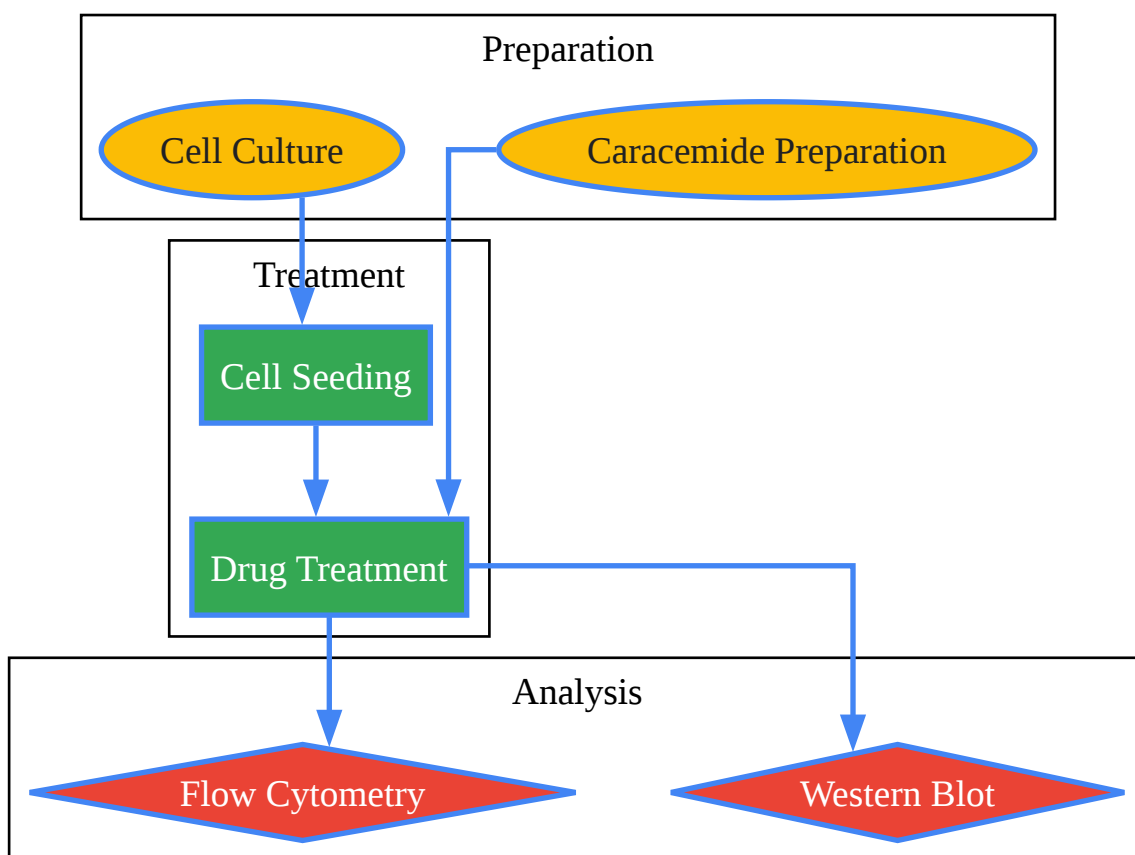 Preparation
Cell Culture
Caracemide Preparation
Treatment
Cell Seeding
Drug Treatment
Analysis
Flow Cytometry
Western Blot